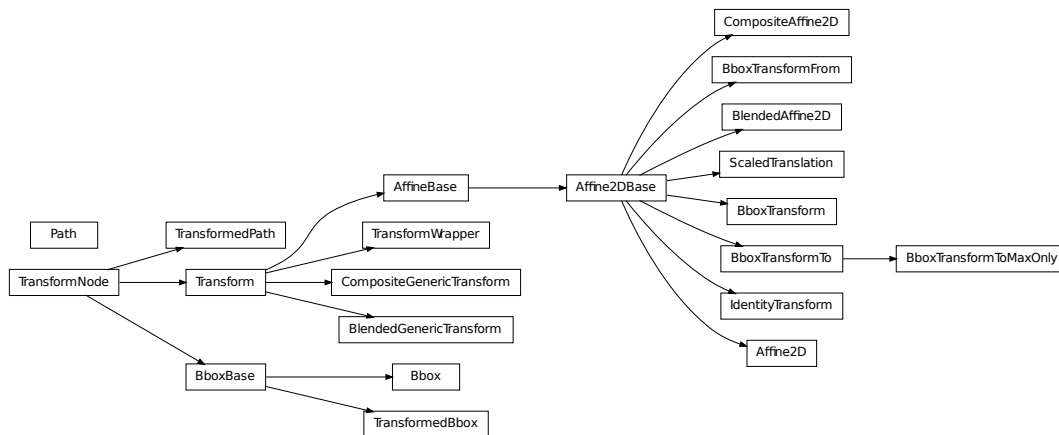 CompositeAffine2D
BboxTransformFrom
BlendedAffine2D
ScaledTranslation
AffineBase
Affine2DBase
BboxTransform
Path
TransformedPath
TransformWrapper
BboxTransformTo
BboxTransformToMaxOnly
TransformNode
Transform
CompositeGenericTransform
IdentityTransform
BlendedGenericTransform
Affine2D
BboxBase
Bbox
TransformedBbox